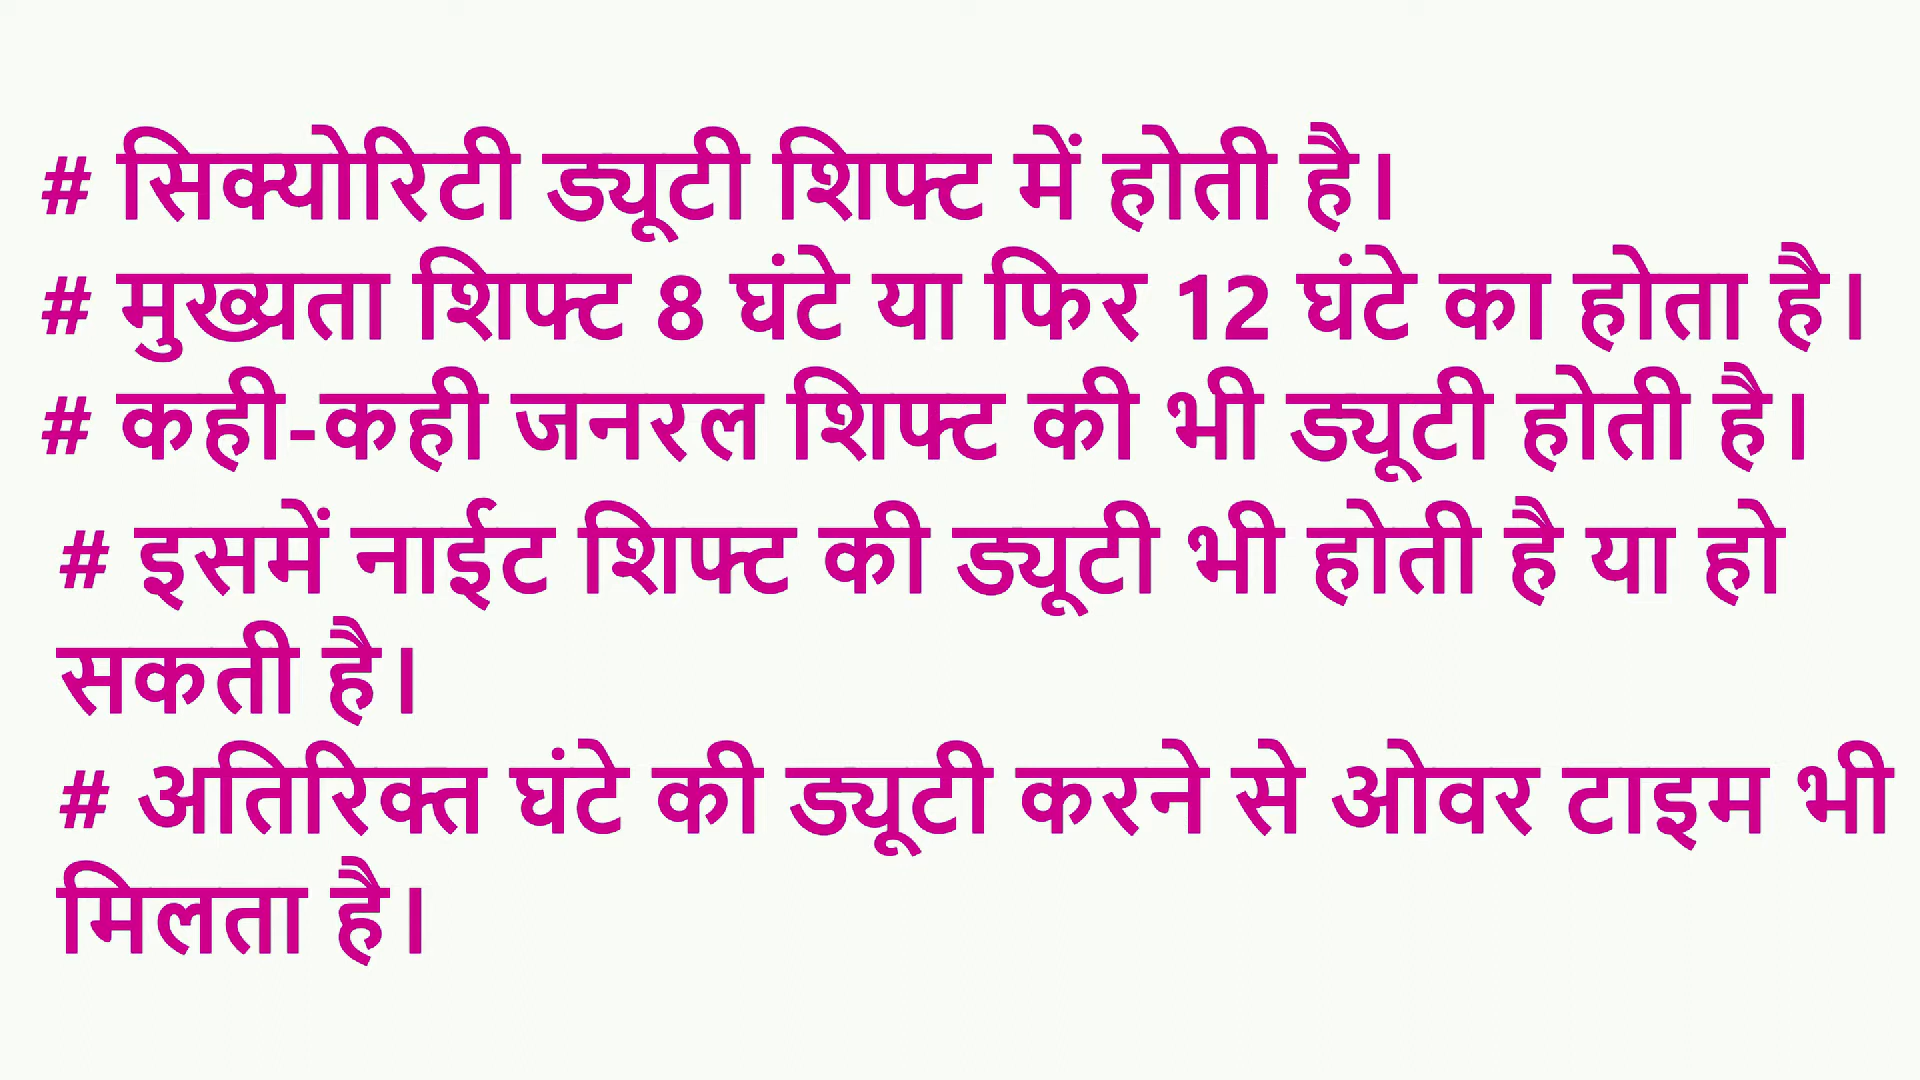 # सिक्योरिटी ड्यूटी शिफ्ट में होती है।
# मुख्यता शिफ्ट 8 घंटे या फिर 12 घंटे का होता है।
# कही-कही जनरल शिफ्ट की भी ड्यूटी होती है।
# इसमें नाईट शिफ्ट की ड्यूटी भी होती है या हो
सकती है।
# अतिरिक्त घंटे की ड्यूटी करने से ओवर टाइम भी
मिलता है।